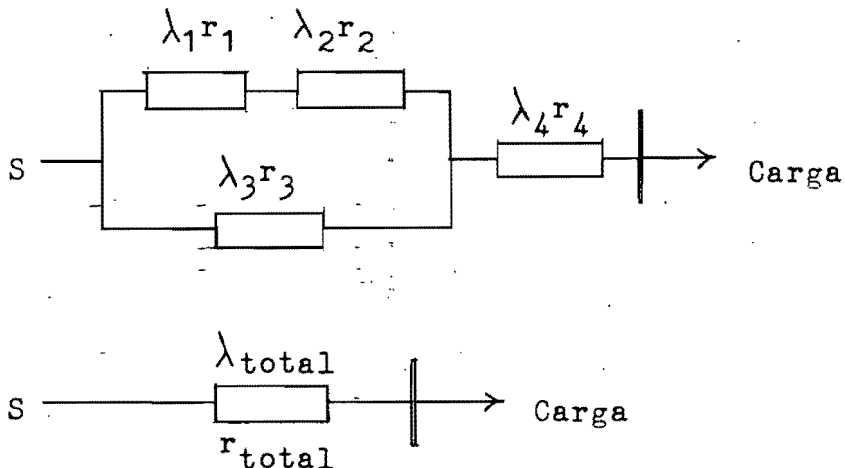 λ₁r₁ λ₂r₂
λ₄r₄
S
Carga
λ₃r₃
λtotal
S
Carga
rtotal